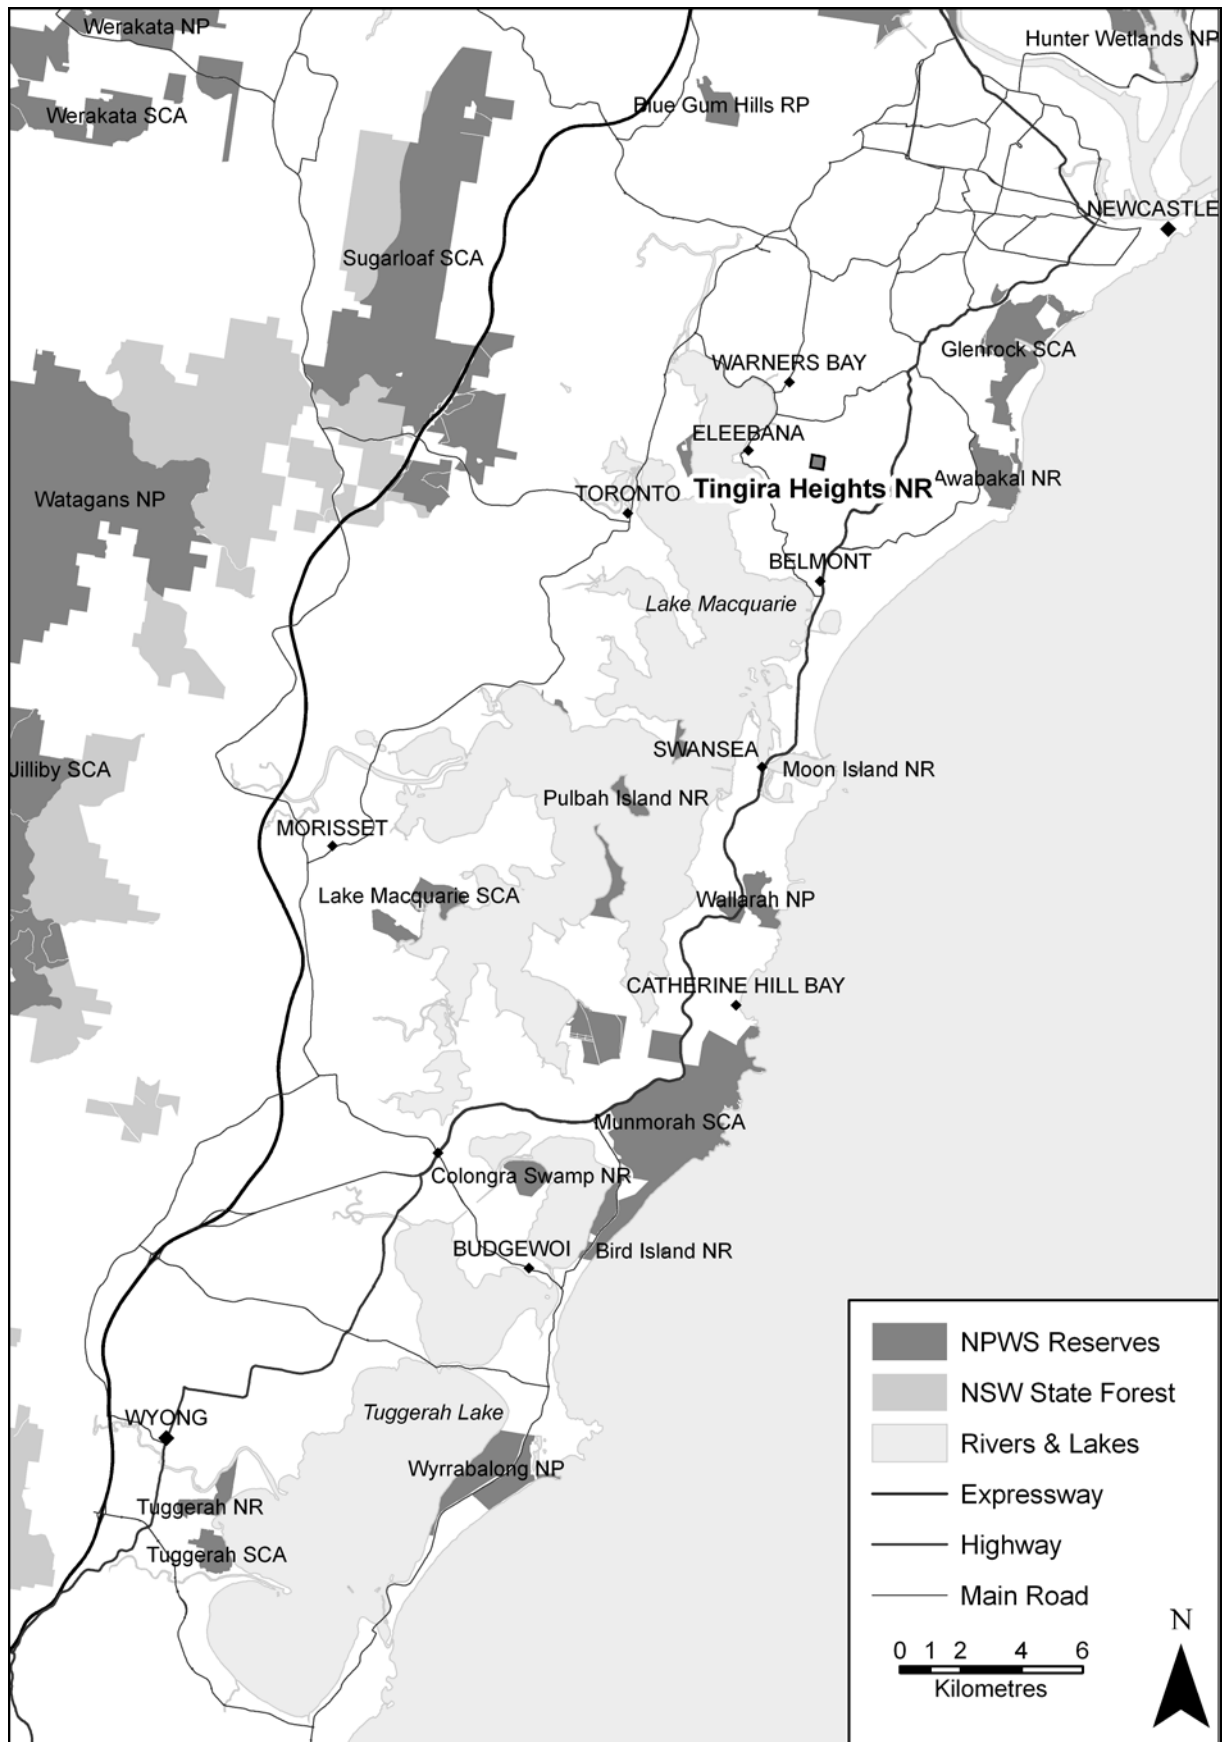 Werakata NP
Hunter Wetlands NP
Blue Gum Hills RP
Werakata SCA
NEWCASTLE
Sugarloaf SCA
Glenrock SCA
WARNERS BAY
ELEEBANA
Awabakal NR
Tingira Heights NR
TORONTO
Watagans NP
BELMONT
Lake Macquarie
SWANSEA
Moon Island NR
Jilliby SCA
Pulbah Island NR
MORISSET
Lake Macquarie SCA
Wallarah NP
CATHERINE HILL BAY
Munmorah SCA
Colongra Swamp NR
BUDGEWOI
Bird Island NR
Tuggerah Lake
WYONG
Wyrrabalong NP
Tuggerah NR
Tuggerah SCA
NPWS Reserves
NSW State Forest
Rivers & Lakes
Expressway
Highway
Main Road
N
0 1 2 4 6
Kilometres